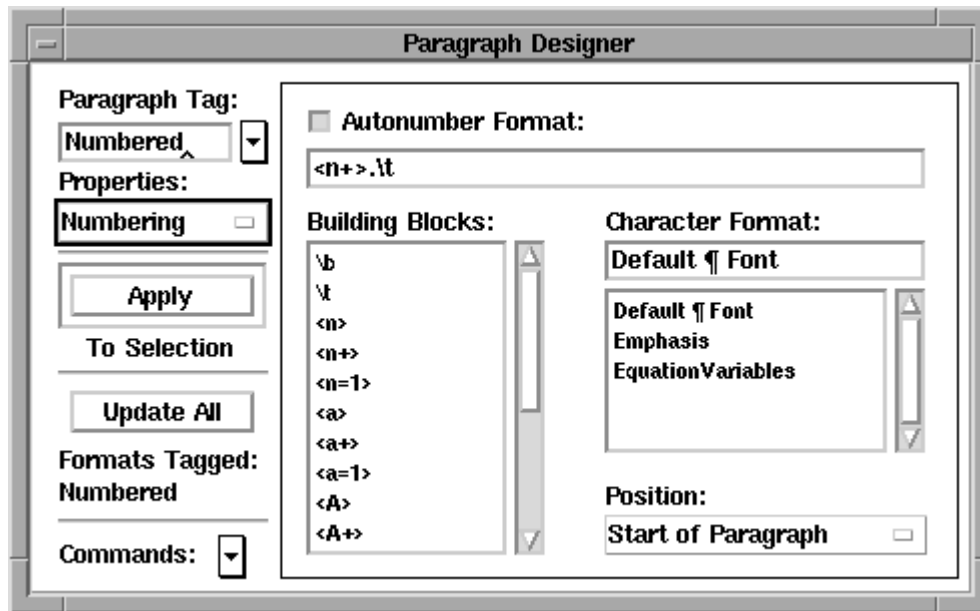 Paragraph Designer
Paragraph Tag:
Numbered
Properties:
Numbering
Apply
To Selection
Update All
Formats Tagged:
Numbered
Commands:
Autonumber Format:
<n+>.\t
Building Blocks:
\b
\t
<n>
<n+>
<n=1>
<a>
<a+>
<a=1>
<A>
<A+>
Character Format:
Default ¶ Font
Default ¶ Font
Emphasis
EquationVariables
Position:
Start of Paragraph